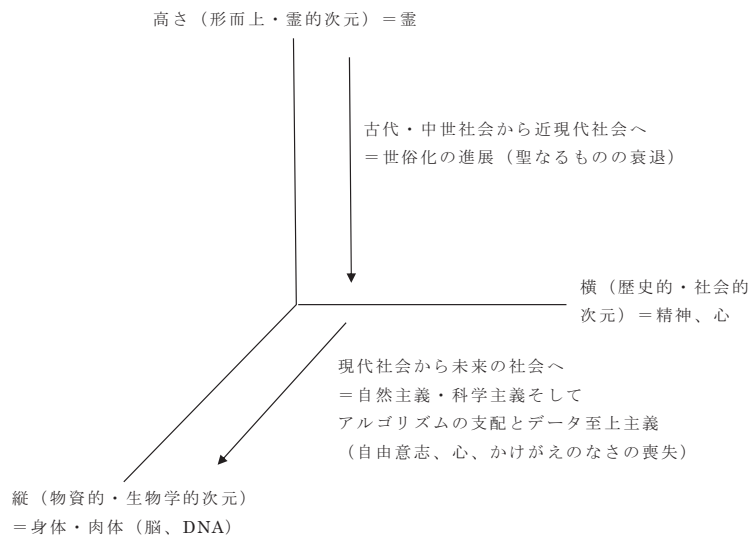 高さ（形而上・霊的次元）＝霊
古代・中世社会から近現代社会へ
＝世俗化の進展（聖なるものの衰退）
横（歴史的・社会的
次元）＝精神、心
現代社会から未来の社会へ
＝自然主義・科学主義そして
アルゴリズムの支配とデータ至上主義
（自由意志、心、かけがえのなさの喪失）
縦（物資的・生物学的次元）
＝身体・肉体（脳、DNA）